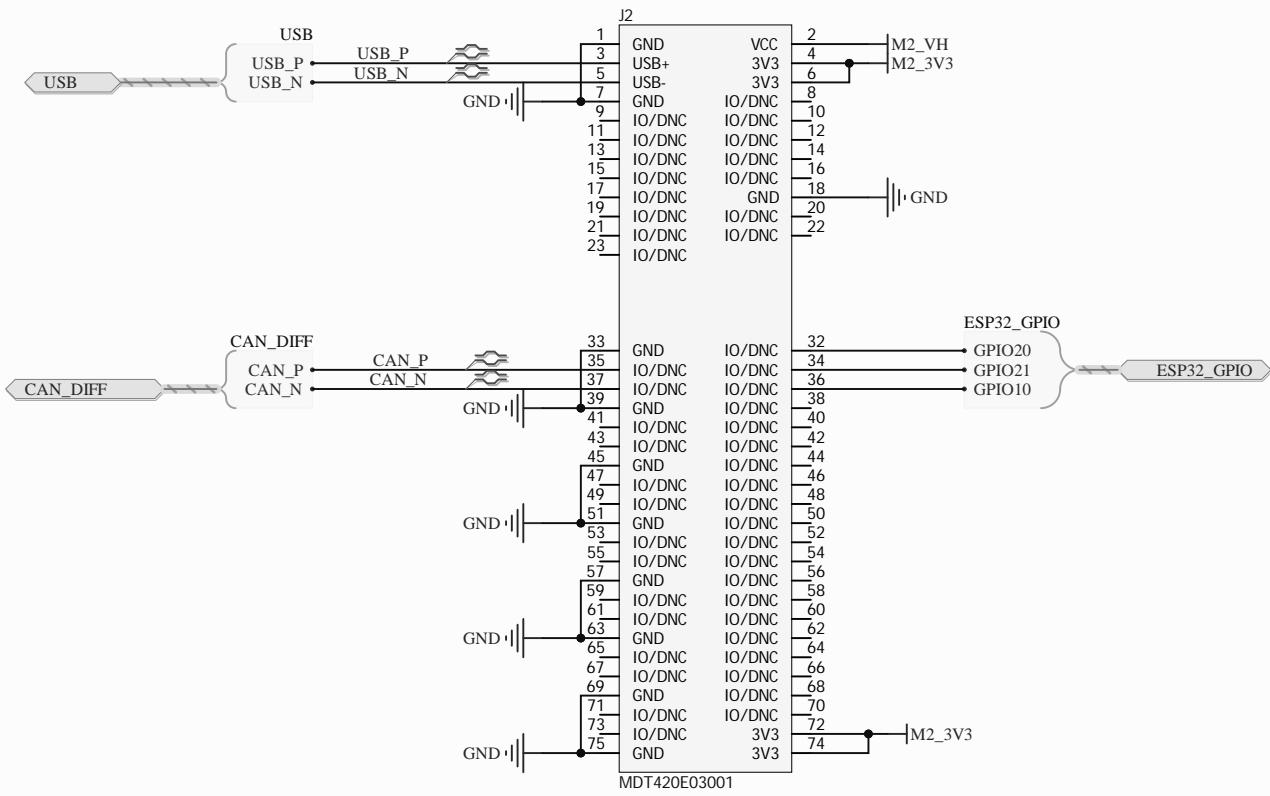 J2
USB
USB
USB_P
USB_N
USB_P
USB_N
GND
1 GND VCC 2 M2_VH
3 USB+ 3V3 4 M2_3V3
5 USB- 3V3 6
7 GND IO/DNC 8
9 IO/DNC IO/DNC 10
11 IO/DNC IO/DNC 12
13 IO/DNC IO/DNC 14
15 IO/DNC IO/DNC 16
17 IO/DNC GND 18 GND
19 IO/DNC IO/DNC 20
21 IO/DNC IO/DNC 22
23 IO/DNC
CAN_DIFF
CAN_DIFF
CAN_P
CAN_N
CAN_P
CAN_N
GND
33 GND IO/DNC 32
35 IO/DNC IO/DNC 34
37 IO/DNC IO/DNC 36
39 GND IO/DNC 38
41 IO/DNC IO/DNC 40
43 IO/DNC IO/DNC 42
45 GND IO/DNC 44
47 IO/DNC IO/DNC 46
49 IO/DNC IO/DNC 48
GND 51 GND IO/DNC 50
53 IO/DNC IO/DNC 52
55 IO/DNC IO/DNC 54
57 GND IO/DNC 56
59 IO/DNC IO/DNC 58
61 IO/DNC IO/DNC 60
GND 63 GND IO/DNC 62
65 IO/DNC IO/DNC 64
67 IO/DNC IO/DNC 66
69 GND IO/DNC 68
71 IO/DNC IO/DNC 70
73 IO/DNC 3V3 72 M2_3V3
GND 75 GND 3V3 74
ESP32_GPIO
GPIO20
GPIO21
GPIO10
ESP32_GPIO
MDT420E03001